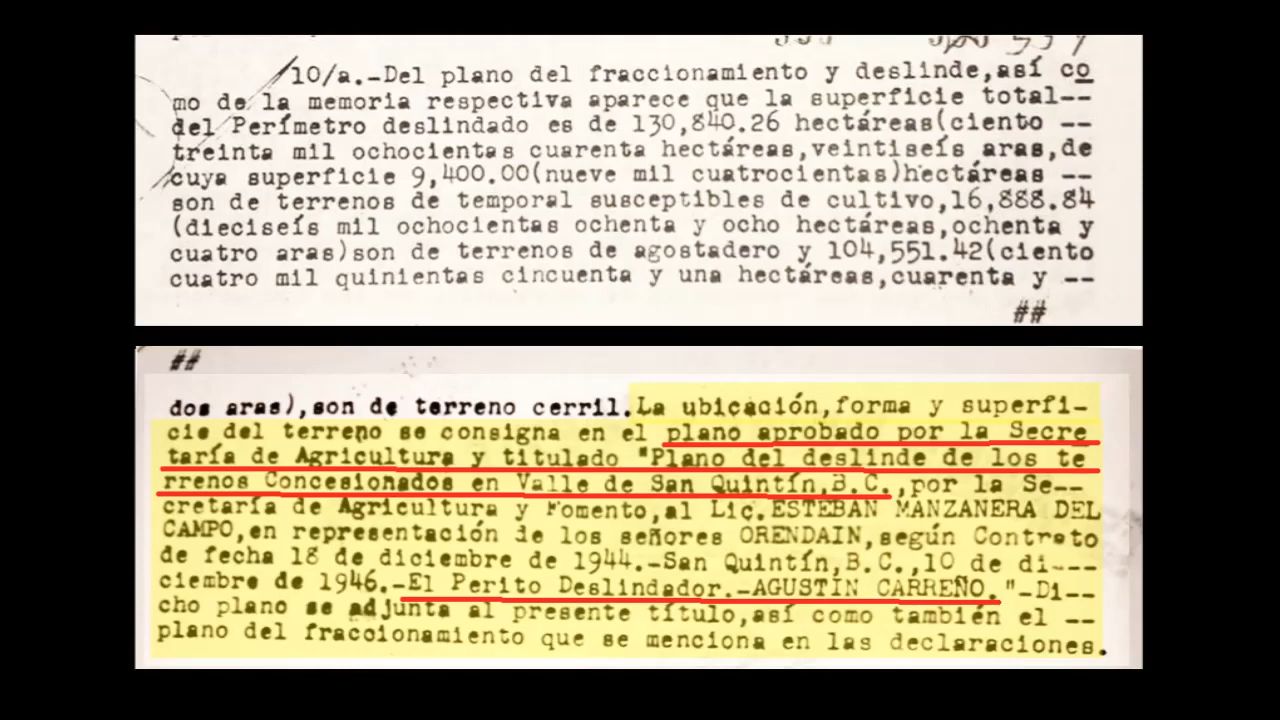 10/a.-Del plano del fraccionamiento y deslinde,así co
mo de la memoria respectiva aparece que la superficie total--
del Perímetro deslindado es de 130,840.26 hectáreas(ciento --
treinta mil ochocientas cuarenta hectáreas,veintiseís aras,de
cuya superficie 9,400.00(nueve mil cuatrocientas)hectáreas --
son de terrenos de temporal susceptibles de cultivo,16,888.84
(dieciseís mil ochocientas ochenta y ocho hectáreas,ochenta y
cuatro aras)son de terrenos de agostadero y 104,551.42(ciento
cuatro mil quinientas cincuenta y una hectáreas,cuarenta y --
##
##
dos aras),son de terreno cerril.La ubicación,forma y superfi-
cie del terreno se consigna en el plano aprobado por la Secre
taría de Agricultura y titulado "Plano del deslinde de los te
rrenos Concesionados en Valle de San Quintín,B.C.,por la Se--
cretaría de Agricultura y Fomento,al Lic.ESTEBAN MANZANERA DEL
CAMPO,en representación de los señores ORENDAIN,según Contrato
de fecha 18 de diciembre de 1944.-San Quintín,B.C.,10 de di---
ciembre de 1946.-El Perito Deslindador.-AGUSTIN CARREÑO."-Di--
cho plano se adjunta al presente título,así como también el --
plano del fraccionamiento que se menciona en las declaraciones.